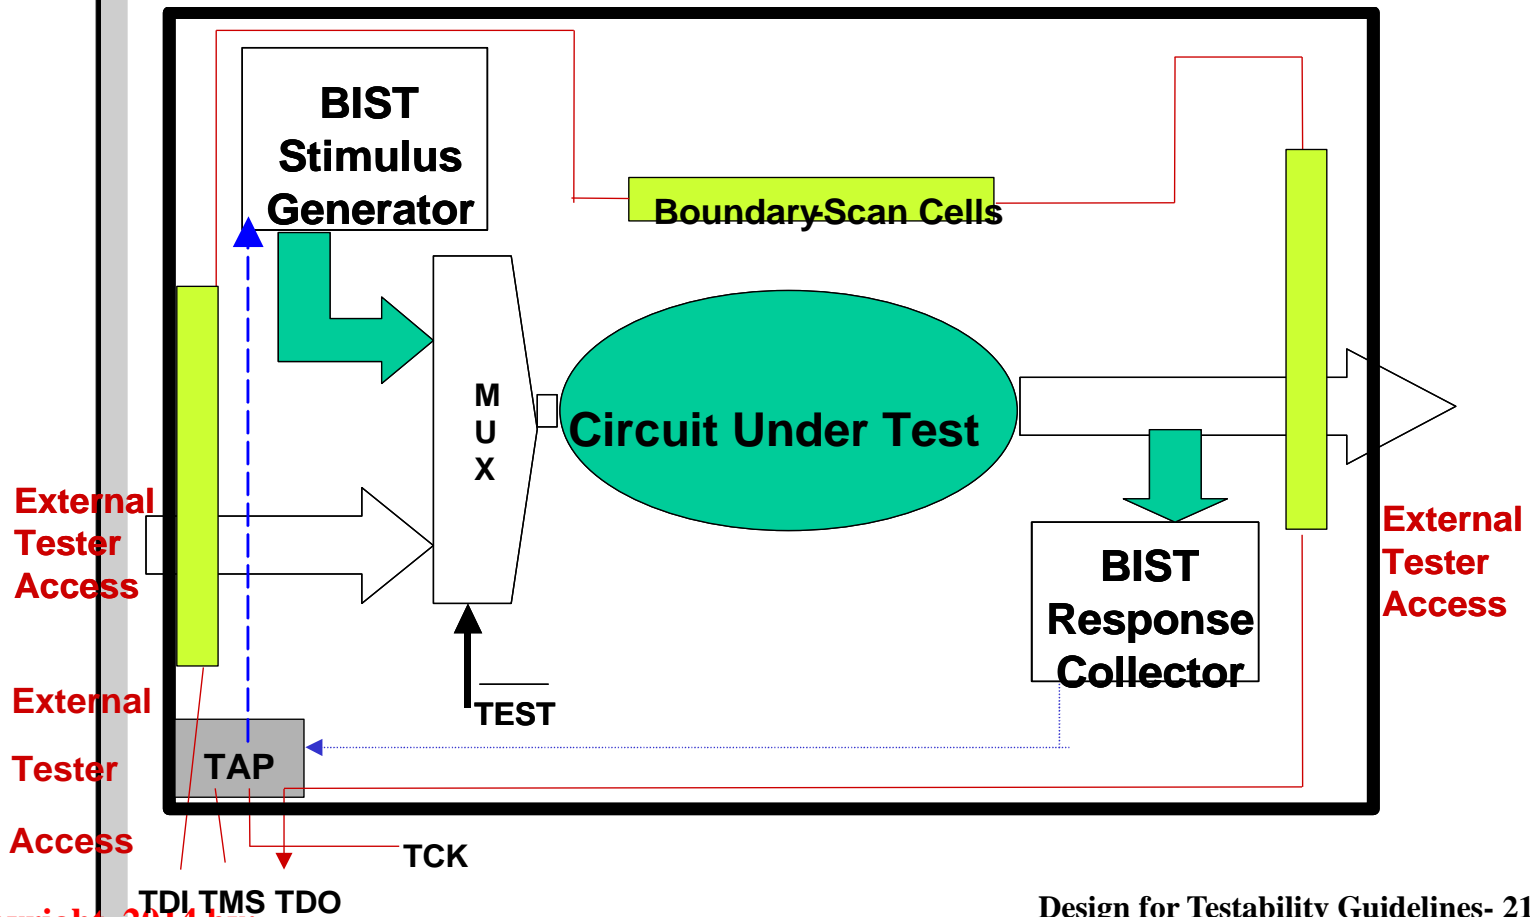 BIST
Stimulus
Generator
Boundary-Scan Cells
M
U
X
Circuit Under Test
External
Tester
Access
External
Tester
Access
BIST
Response
Collector
External
Tester
Access
TEST
TAP
TCK
TDI TMS TDO
Design for Testability Guidelines- 21